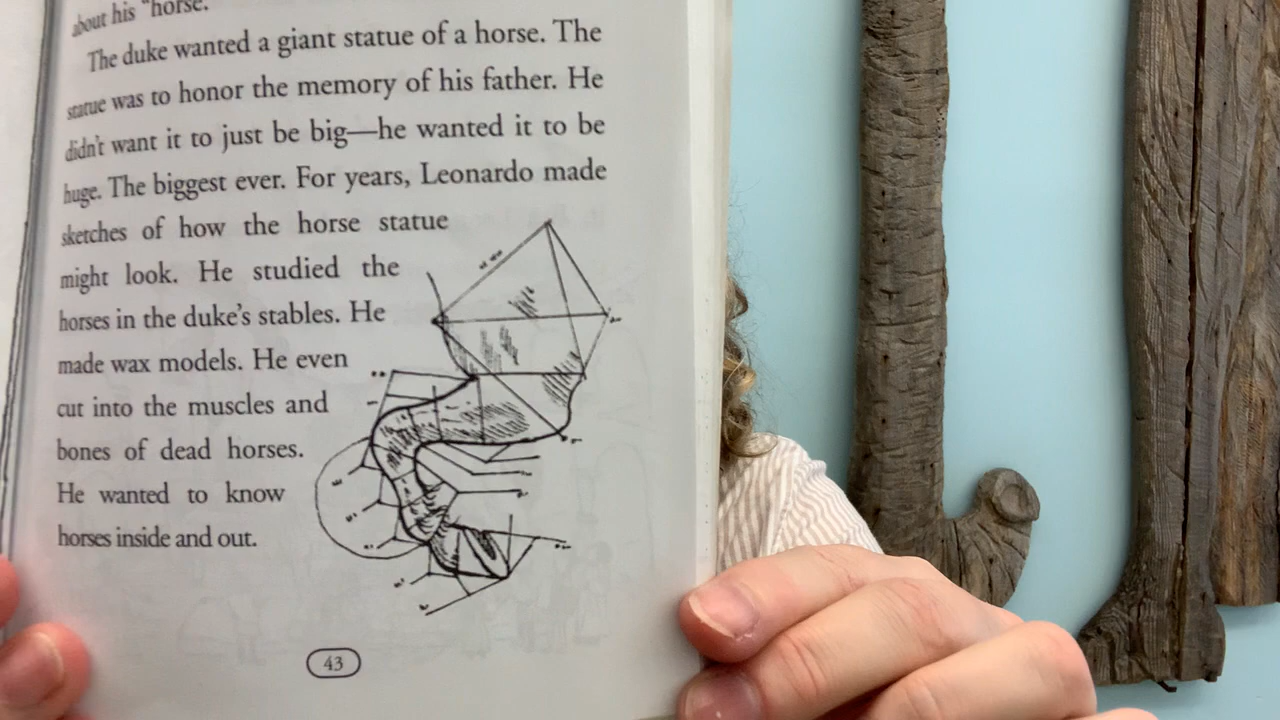 about his "horse.
The duke wanted a giant statue of a horse. The
statue was to honor the memory of his father. He
didn't want it to just be big—he wanted it to be
huge. The biggest ever. For years, Leonardo made
sketches of how the horse statue
might look. He studied the
horses in the duke's stables. He
made wax models. He even
cut into the muscles and
bones of dead horses.
He wanted to know
horses inside and out.
43